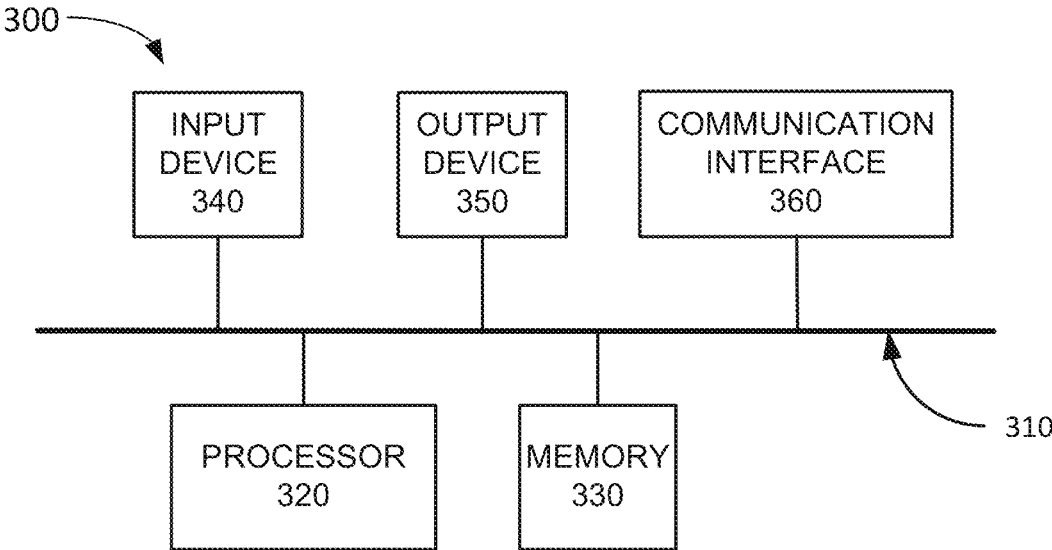 300
INPUT
DEVICE
340
OUTPUT
DEVICE
350
COMMUNICATION
INTERFACE
360
310
PROCESSOR
320
MEMORY
330